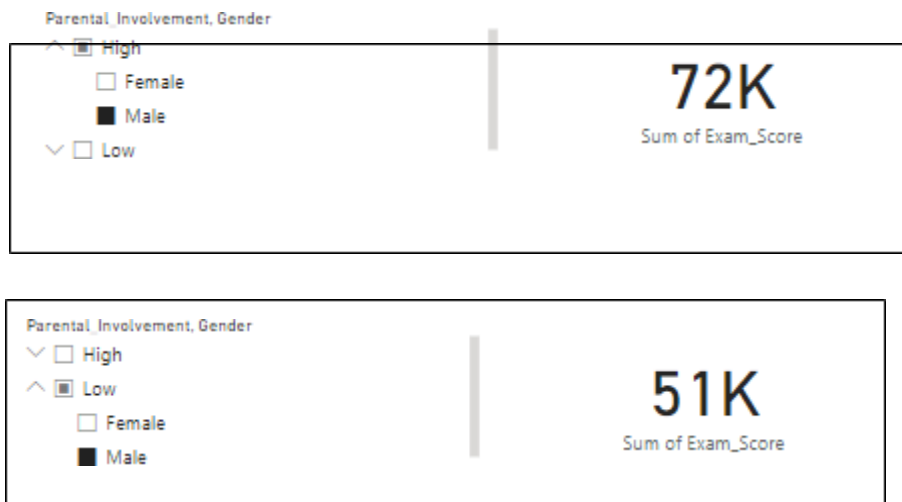 Parental_Involvement, Gender
High
Female
Male
Low
72K
Sum of Exam_Score
Parental_Involvement, Gender
High
Low
Female
Male
51K
Sum of Exam_Score